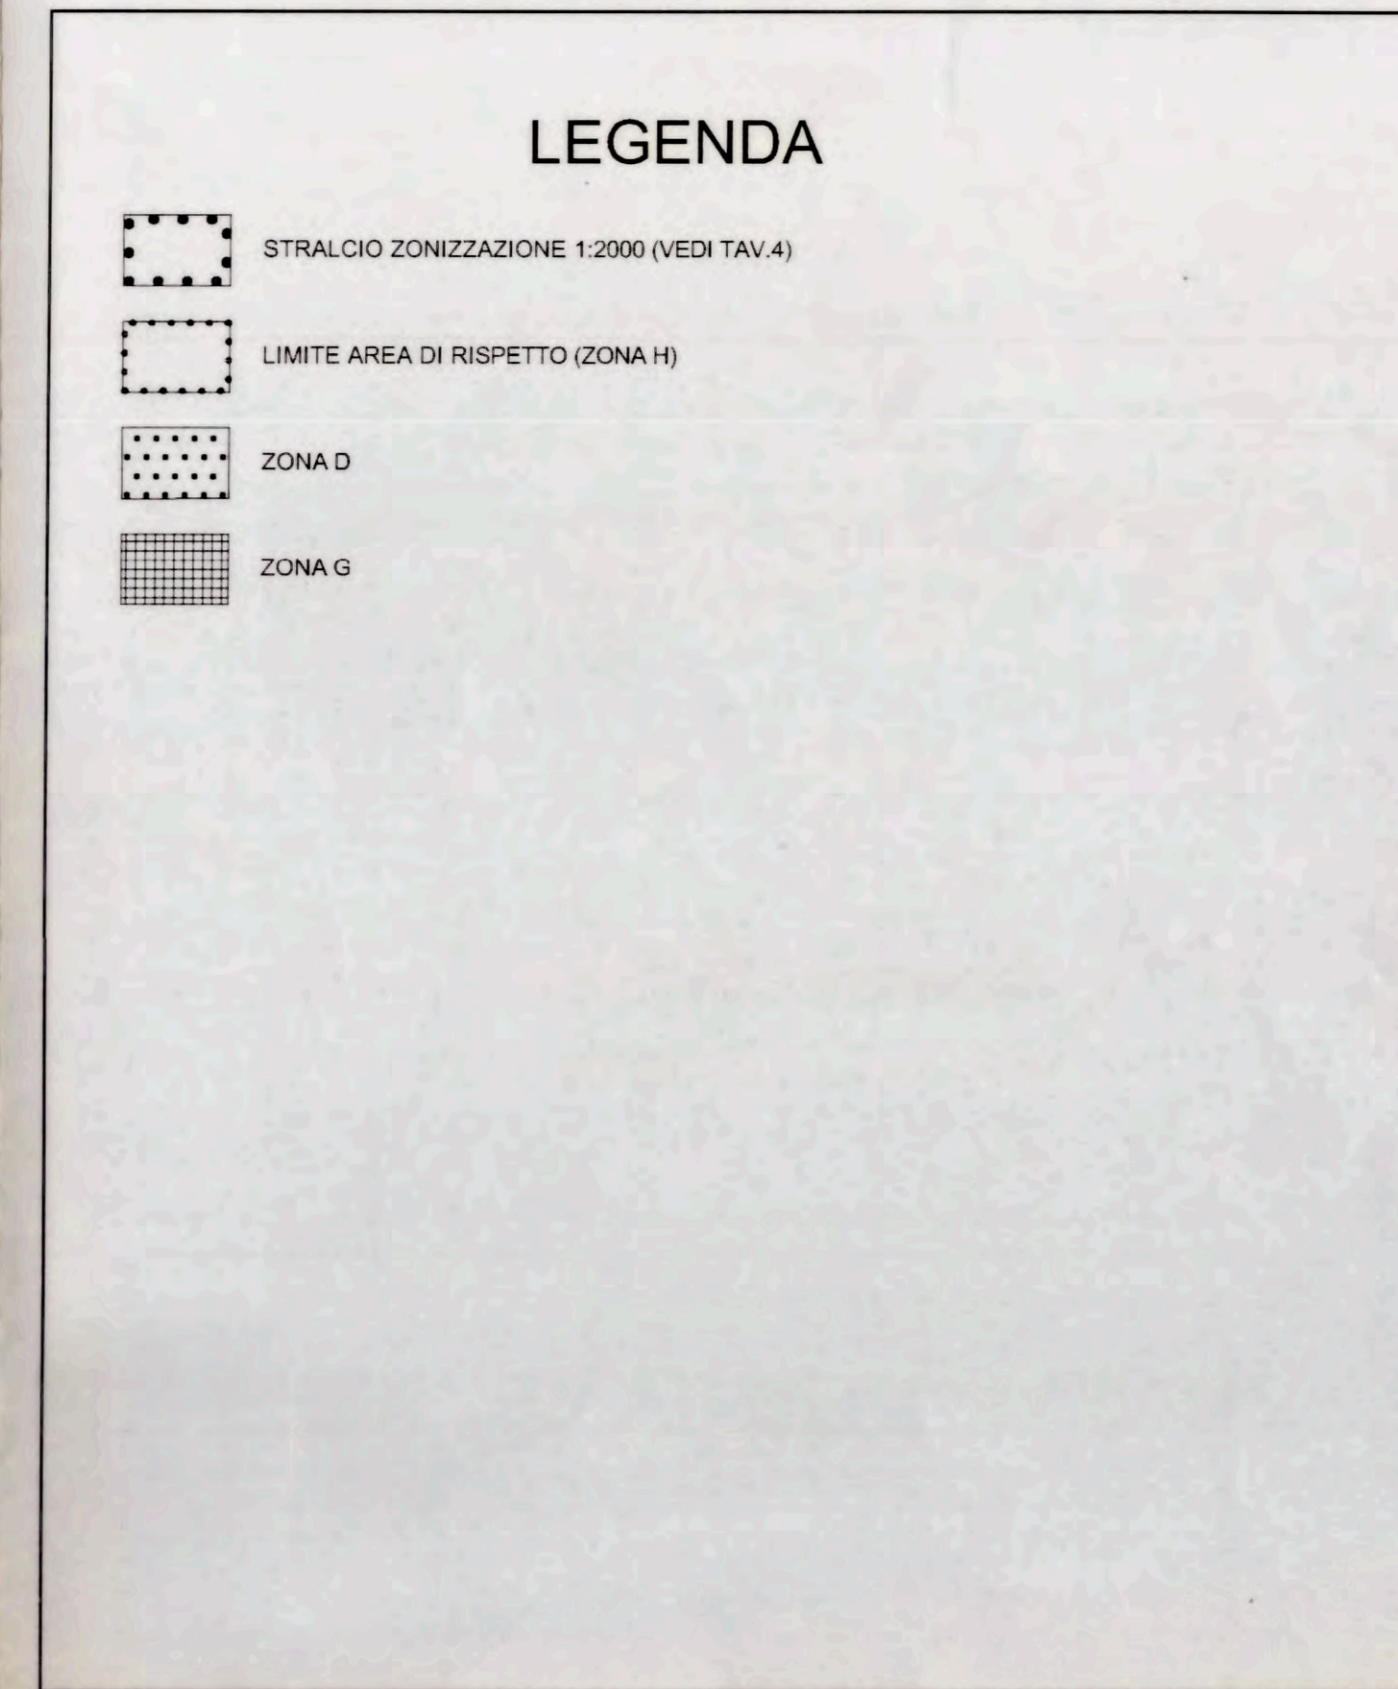 LEGENDA
STRALCIO ZONIZZAZIONE 1:2000 (VEDI TAV.4)
LIMITE AREA DI RISPETTO (ZONA H)
ZONA D
ZONA G